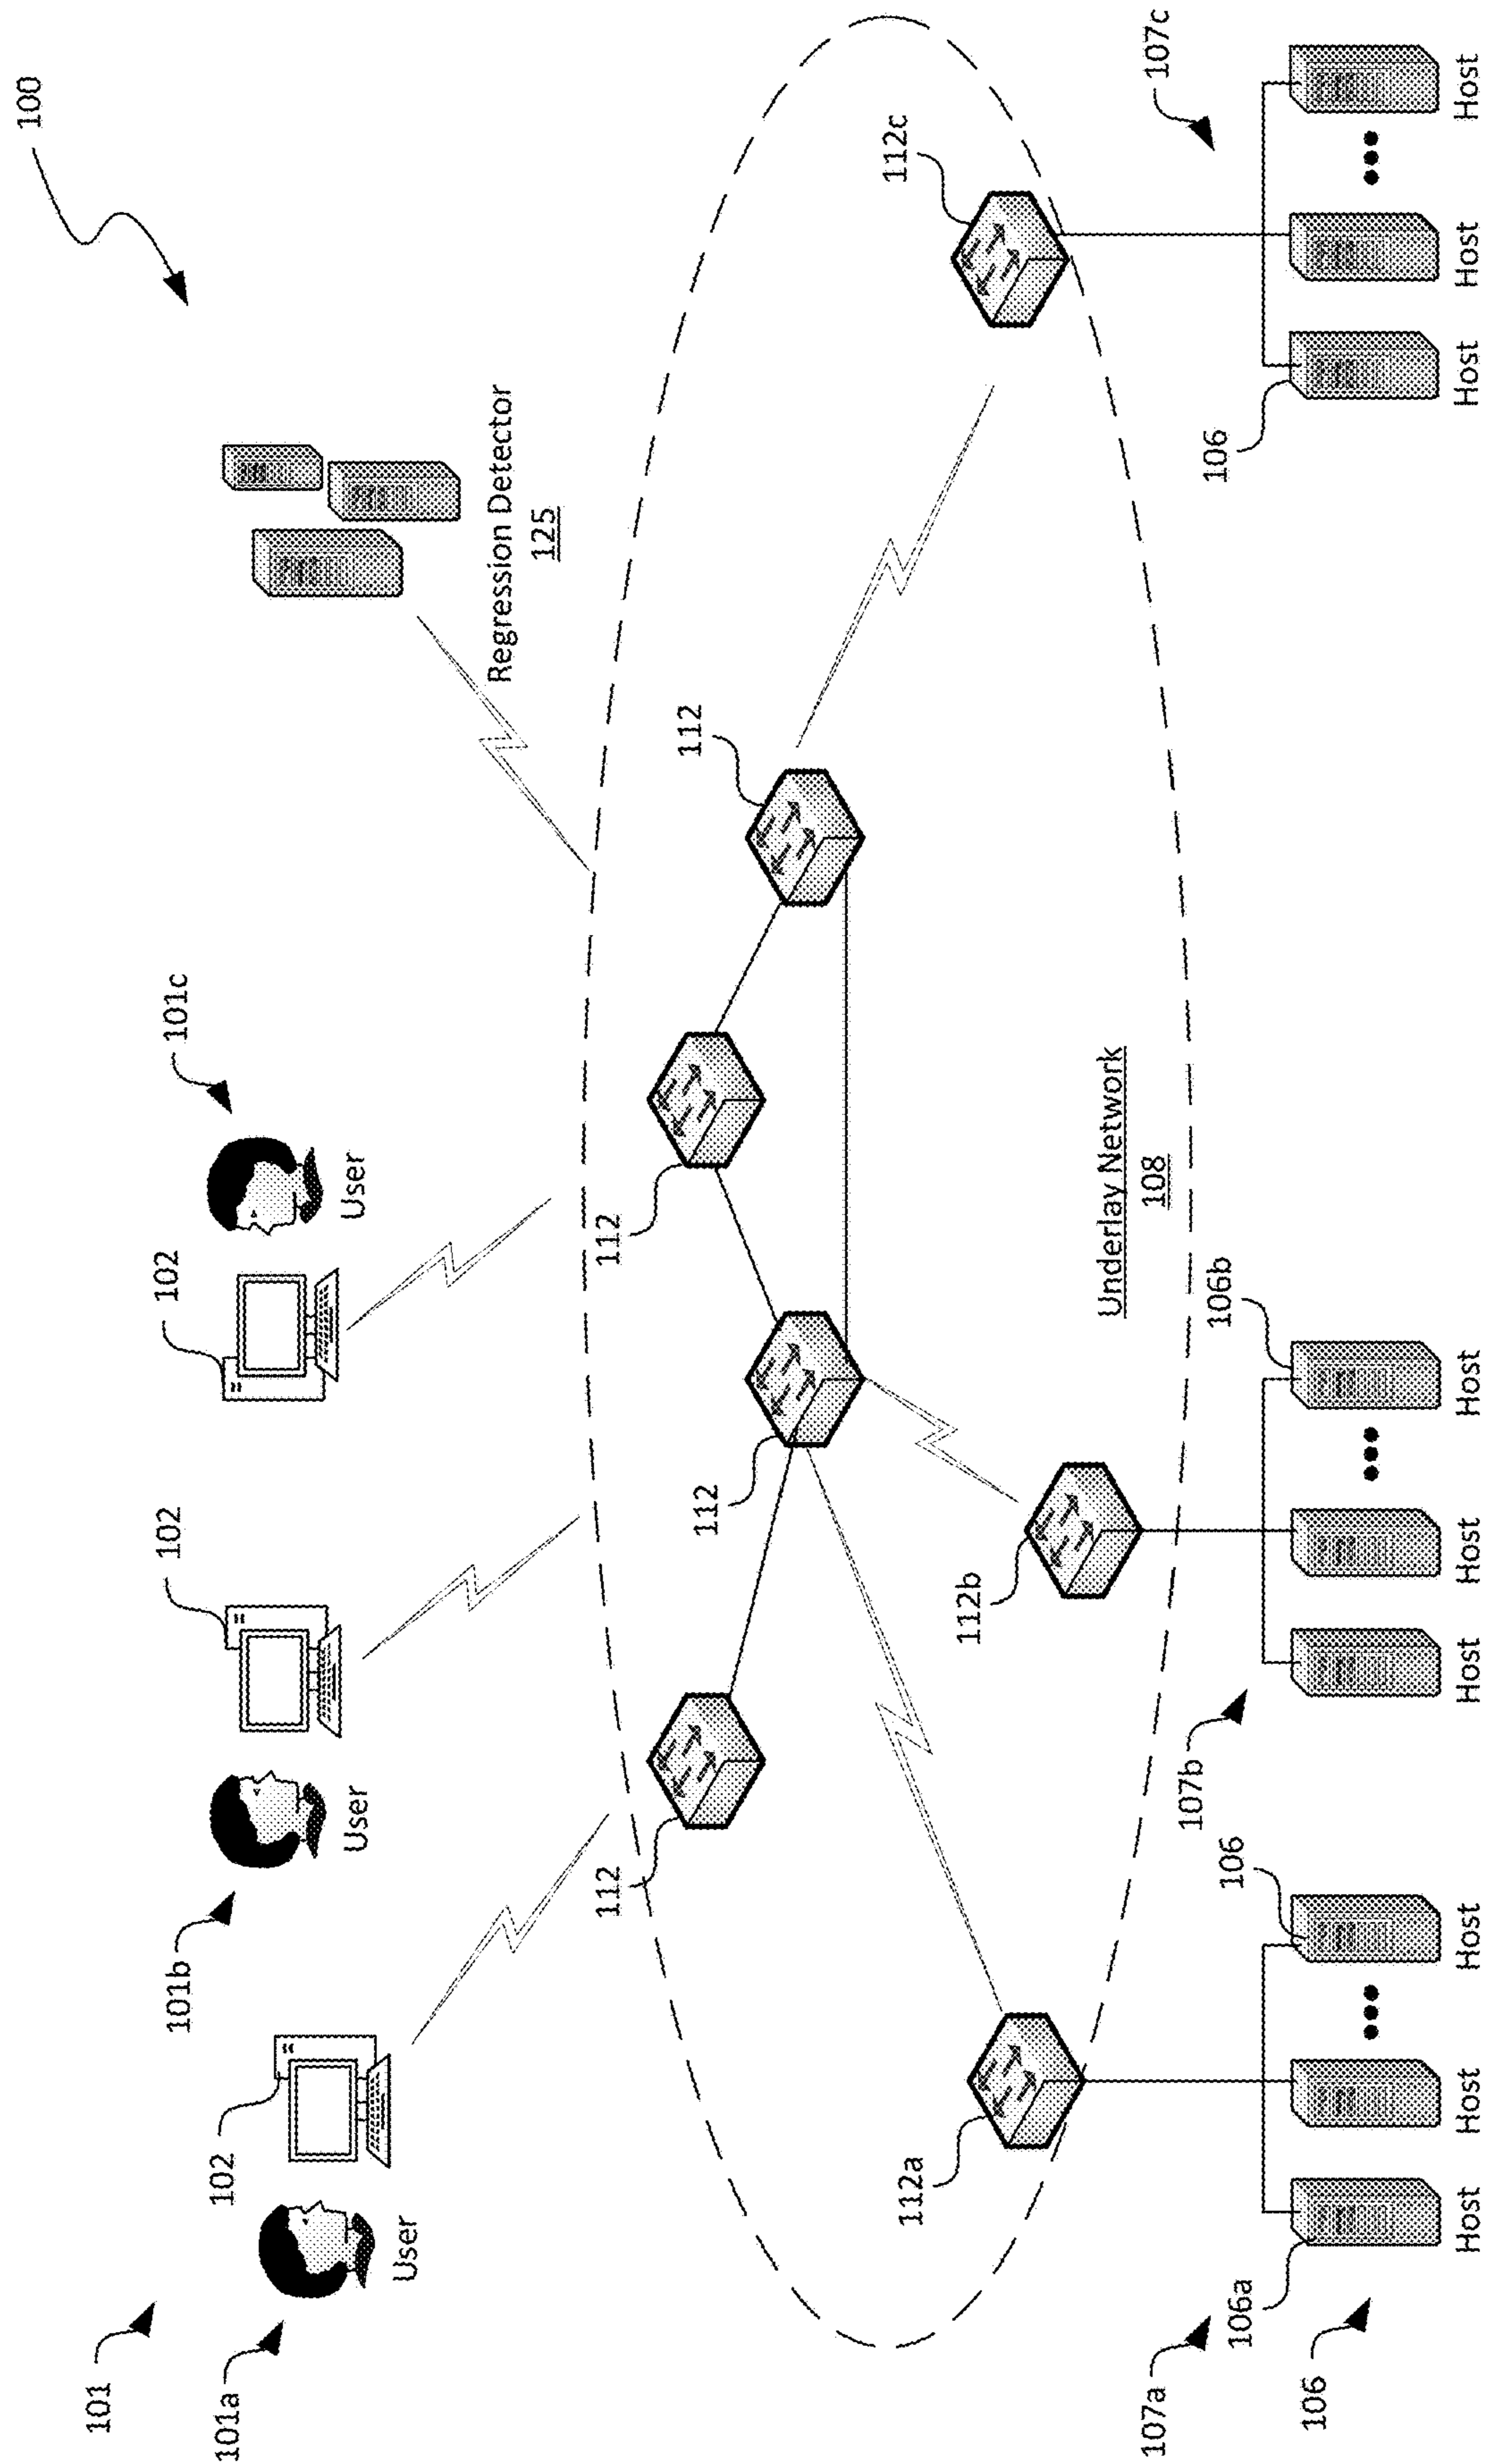 100
101
101a
102
User
101b
102
User
102
101c
User
Regression Detector
125
112
112
112
112
112a
112b
112c
Underlay Network
108
107a
106a
106
106
107b
106b
107c
106
Host
Host
Host
Host
Host
Host
Host
Host
Host